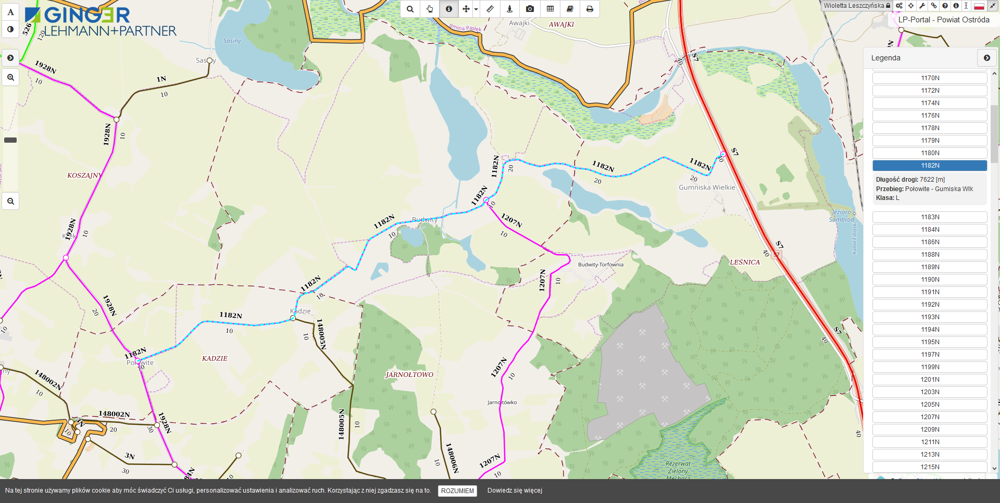 A
GINGER
LEHMANN+PARTNER
Wioletta Leszczyńska
LP-Portal - Powiat Ostróda
Legenda
1170N
1172N
1174N
1176N
1178N
1179N
1180N
1182N
Długość drogi: 7622 [m]
Przebieg: Połowite - Gumiska Wlk
Klasa: L
1183N
1184N
1186N
1188N
1189N
1190N
1191N
1192N
1193N
1194N
1195N
1197N
1199N
1201N
1203N
1205N
1207N
1209N
1211N
1213N
1215N
526
120
Sasiny
Awajki
AWAJKI
gmina Pasłęk
1928N
10
Sasiny
1N
10
S7
40
1928N
10
KOSZAJNY
1182N
20
1182N
20
1182N
20
10
S7
Gumniska Wielkie
1182N
10
1207N
10
1182N
10
Budwity
Jezioro
Sambród
Kanał Elbląski
1928N
10
S7
40
S7
LEŚNICA
Budwity-Torfownia
1207N
10
1182N
10
1928N
20
Kadzie
1182N
10
148005N
10
S7
40
1182N
Połowite
10
KADZIE
JARNOŁTOWO
1207N
10
148002N
10
Jarnołtówko
148002N
20
3N
10
1928N
30
148005N
10
40
3N
30
148006N
10
1207N
10
Rezerwat
Zielony
Mechacz
Na tej stronie używamy plików cookie aby móc świadczyć Ci usługi, personalizować ustawienia i analizować ruch. Korzystając z niej zgadzasz się na to.
ROZUMIEM
Dowiedz się więcej